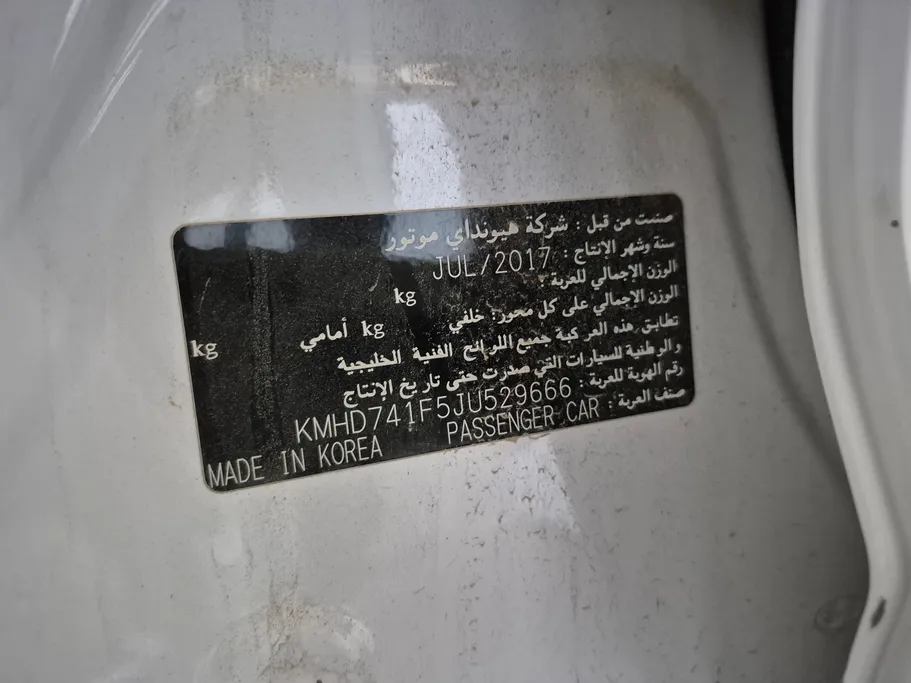 صنعت من قبل : شركة هيونداي موتور
سنة وشهر الإنتاج : JUL/2017
الوزن الإجمالي للعربة : kg
الوزن الإجمالي على كل محور : خلفي kg أمامي kg
تطابق هذه المركبة جميع اللوائح الفنية الخليجية
والوطنية للسيارات التي صدرت حتى تاريخ الإنتاج
رقم الهوية للعربة : KMHD741F5JU529666
صنف العربة : PASSENGER CAR
MADE IN KOREA